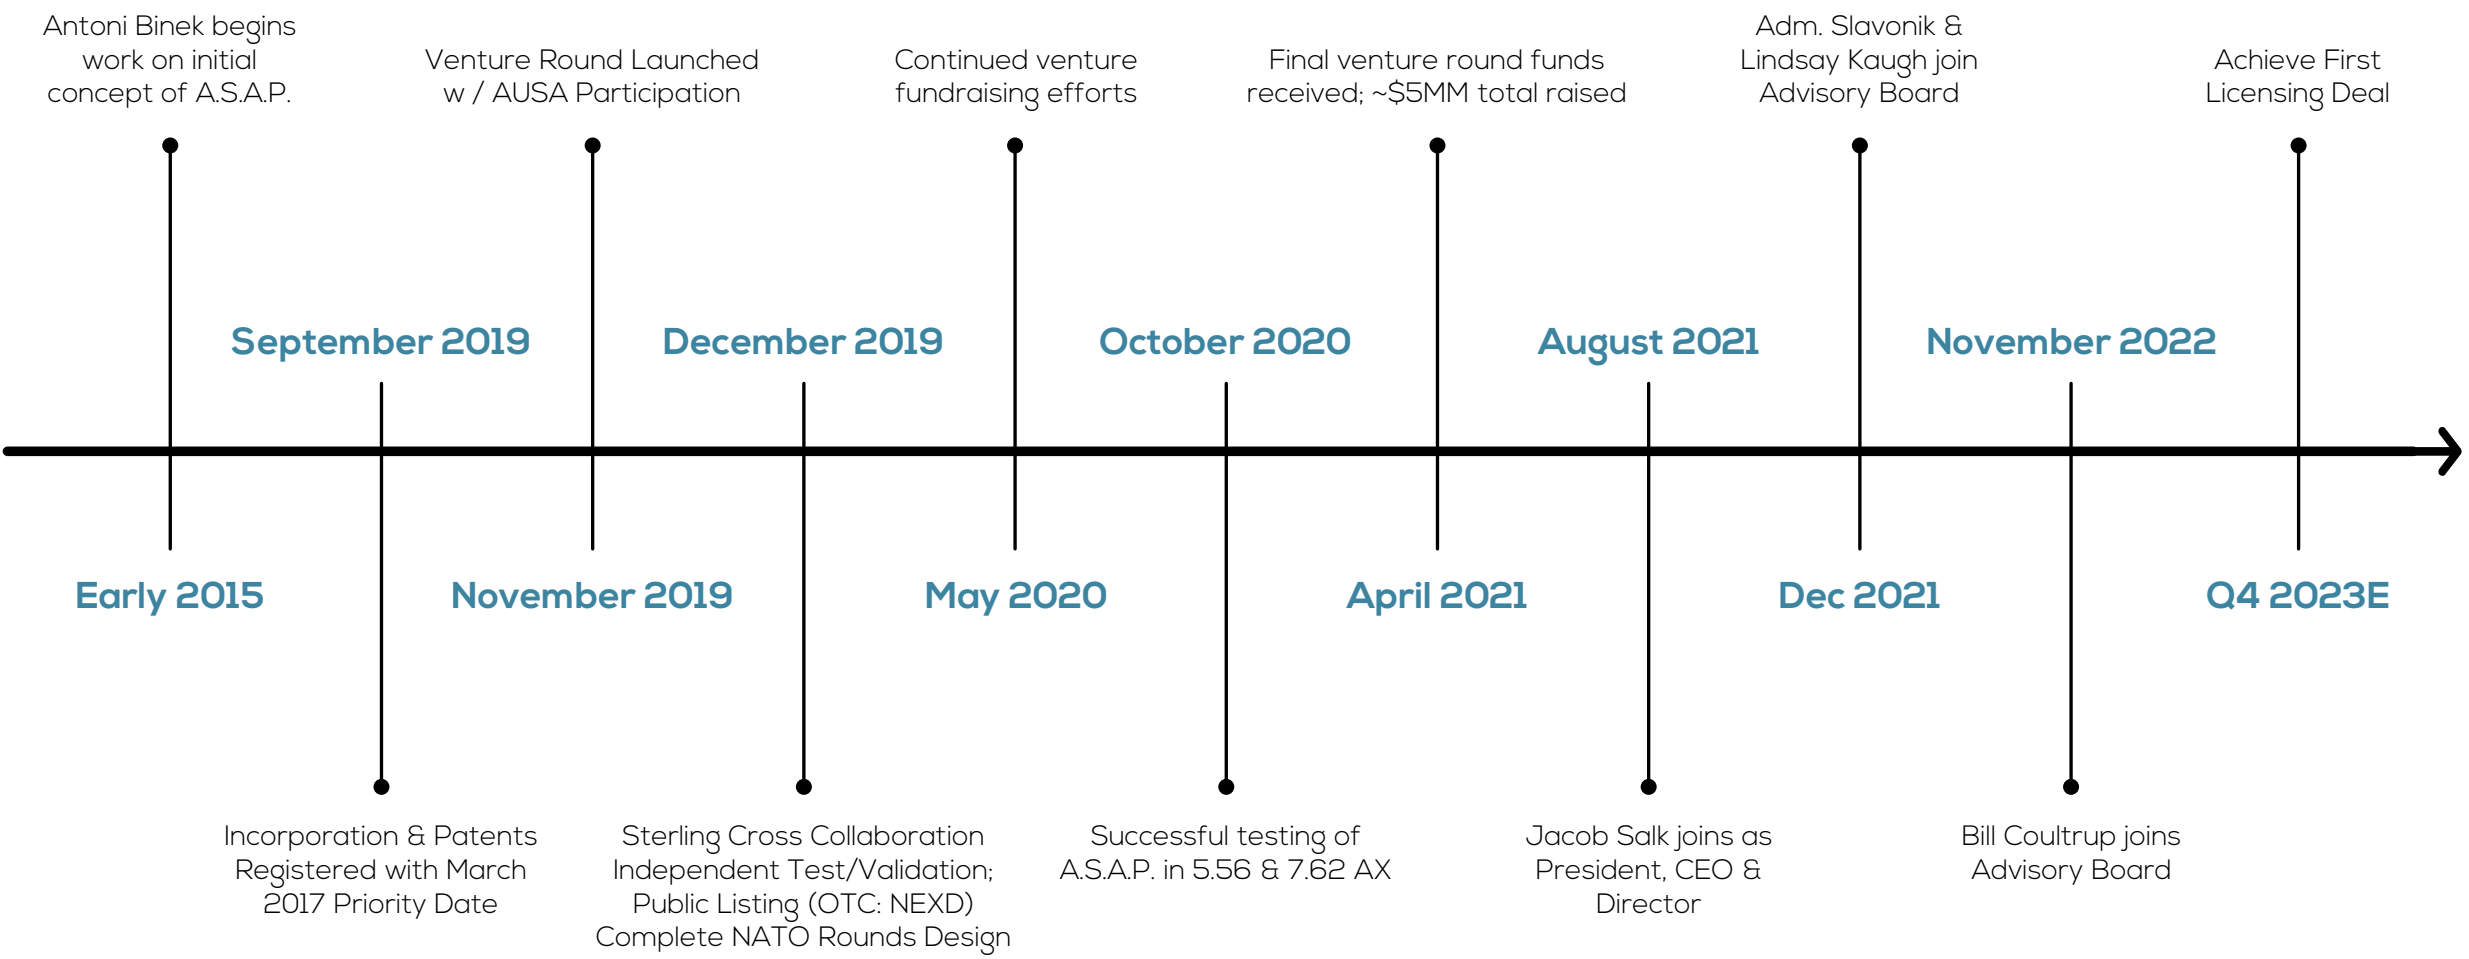 Antoni Binek begins
work on initial
concept of A.S.A.P.
Venture Round Launched
w / AUSA Participation
Continued venture
fundraising efforts
Final venture round funds
received; ~$5MM total raised
Adm. Slavonik &
Lindsay Kaugh join
Advisory Board
Achieve First
Licensing Deal
September 2019
December 2019
October 2020
August 2021
November 2022
Early 2015
November 2019
May 2020
April 2021
Dec 2021
Q4 2023E
Incorporation & Patents
Registered with March
2017 Priority Date
Sterling Cross Collaboration
Independent Test/Validation;
Public Listing (OTC: NEXD)
Complete NATO Rounds Design
Successful testing of
A.S.A.P. in 5.56 & 7.62 AX
Jacob Salk joins as
President, CEO &
Director
Bill Coultrup joins
Advisory Board